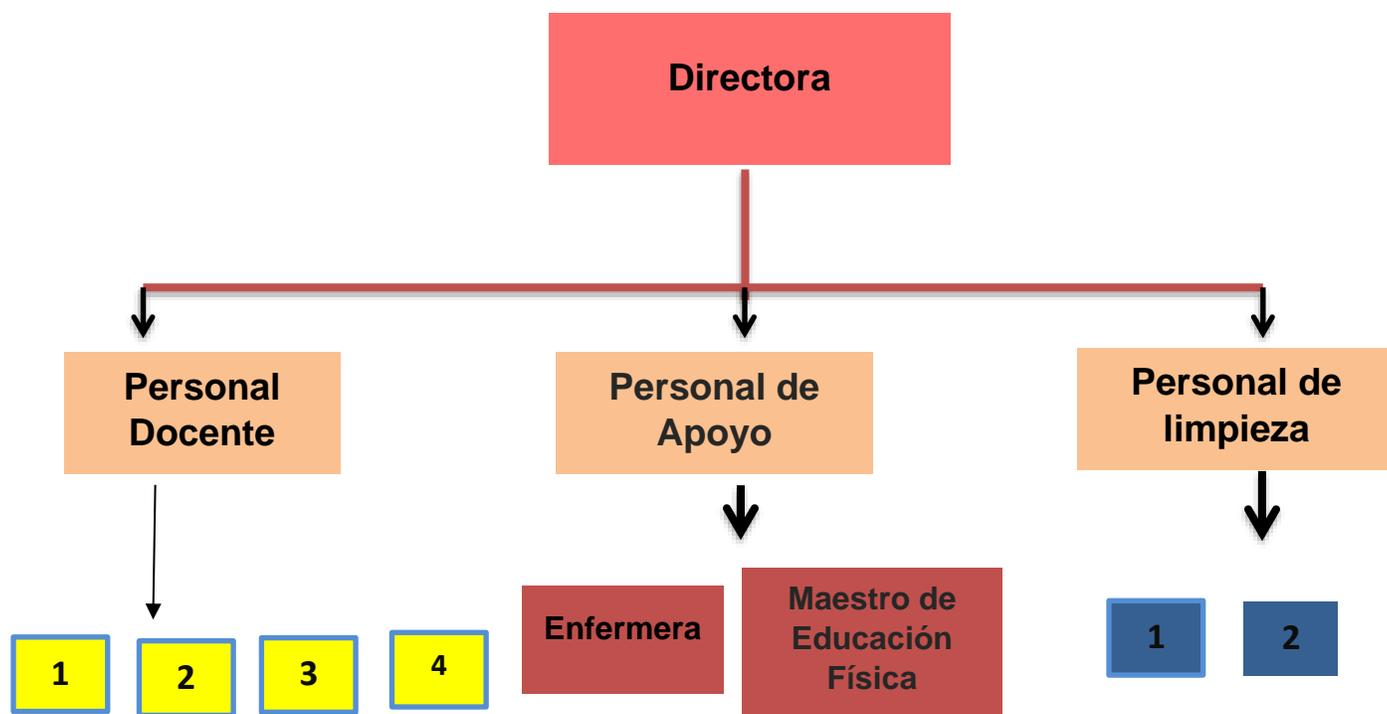 Directora
Personal
Docente
Personal de
Apoyo
Personal de
limpieza
1
2
3
4
Enfermera
Maestro de
Educación
Física
1
2